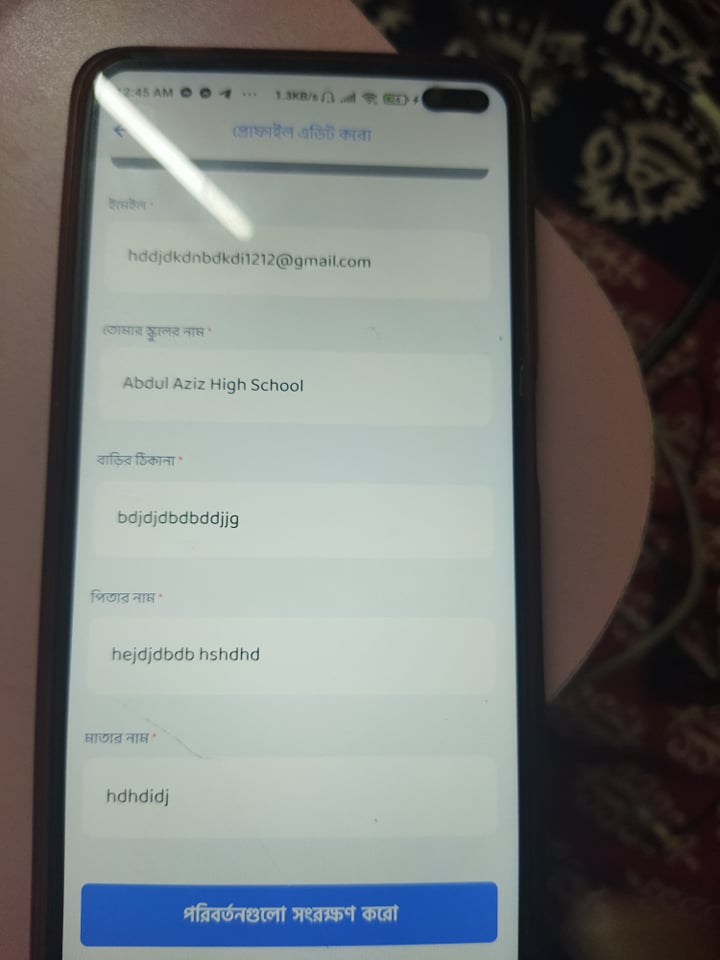 2:45 AM ... 1.3KB/s
প্রোফাইল এডিট করো
ইমেইল *
hddjdkdnbdkdi1212@gmail.com
তোমার স্কুলের নাম *
Abdul Aziz High School
বাড়ির ঠিকানা *
bdjdjdbdbddjjg
পিতার নাম *
hejdjdbdb hshdhd
মাতার নাম *
hdhdidj
পরিবর্তনগুলো সংরক্ষণ করো